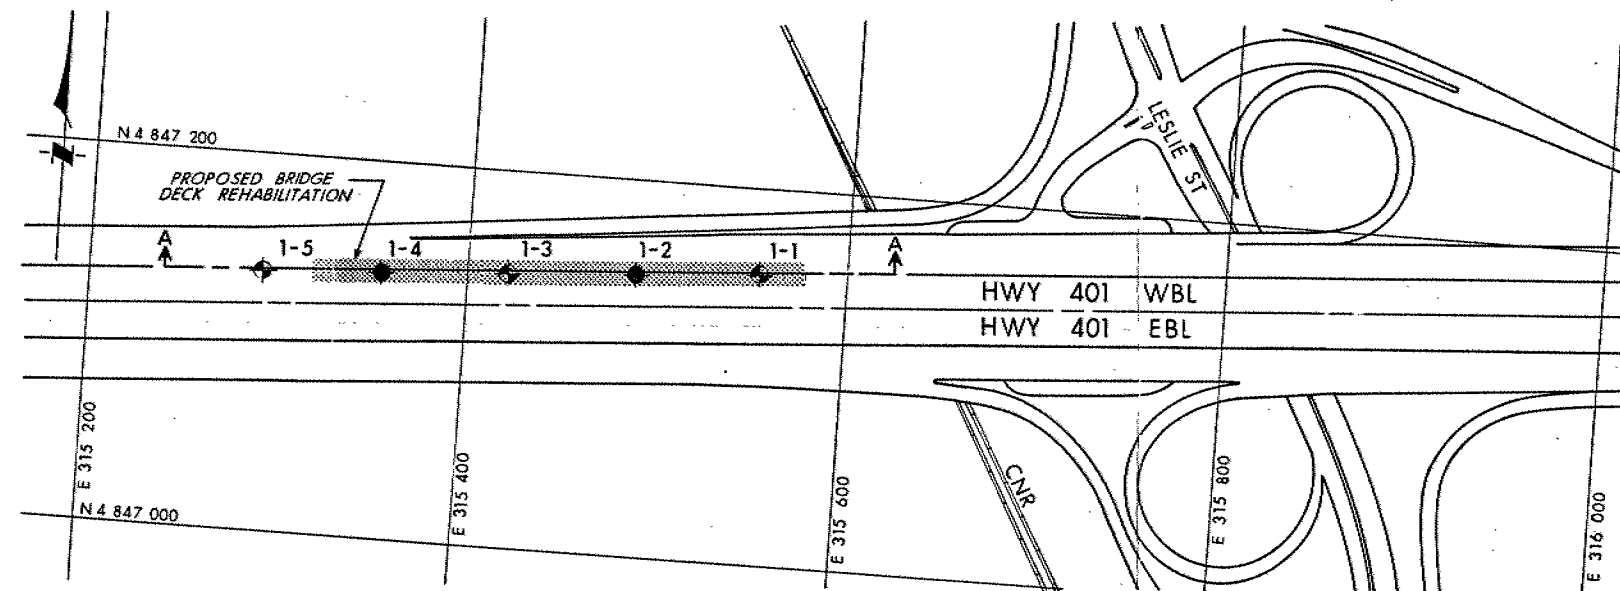 N 4 847 200
PROPOSED BRIDGE
DECK REHABILITATION
LESLIE ST
A
1-5
1-4
1-3
1-2
1-1
A
HWY 401 WBL
HWY 401 EBL
E 315 200
E 315 400
E 315 600
E 315 800
E 316 000
CNR
N 4 847 000